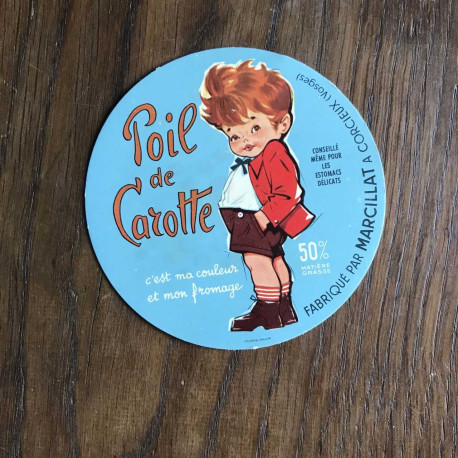 Poil
de
Carotte
c'est ma couleur
et mon fromage
CONSEILLÉ
MÊME POUR
LES
ESTOMACS
DÉLICATS
50%
MATIÈRE
GRASSE
FABRIQUÉ PAR MARCILLAT A CORCIEUX (Vosges)